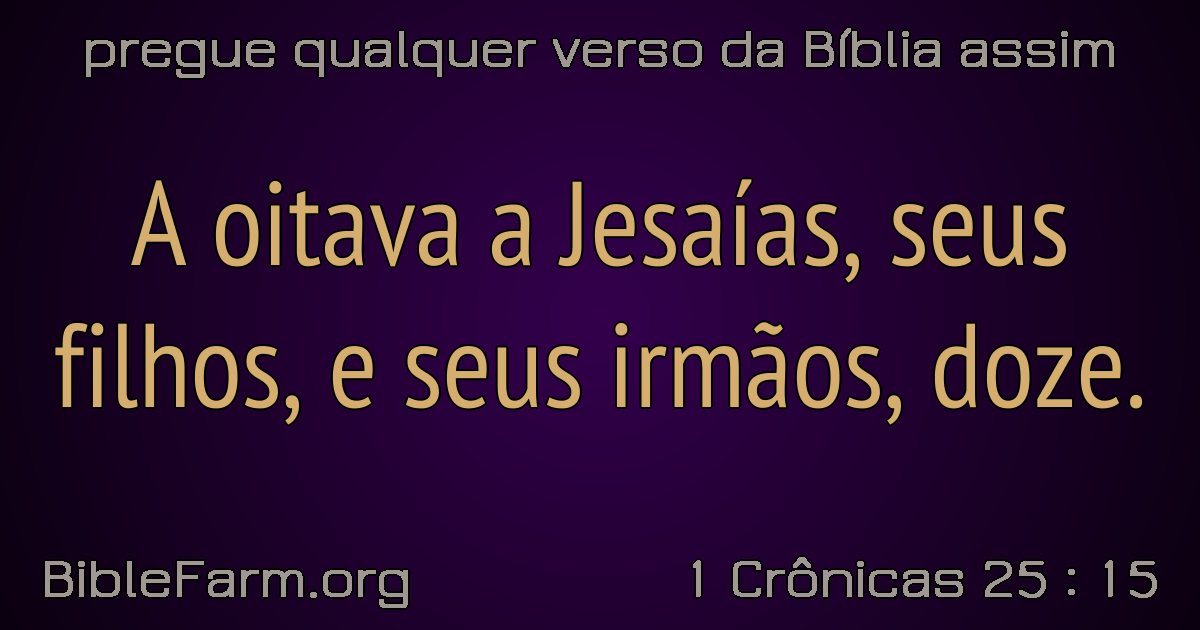 pregue qualquer verso da Bíblia assim
A oitava a Jesaías, seus
filhos, e seus irmãos, doze.
BibleFarm.org
1 Crônicas 25 : 15